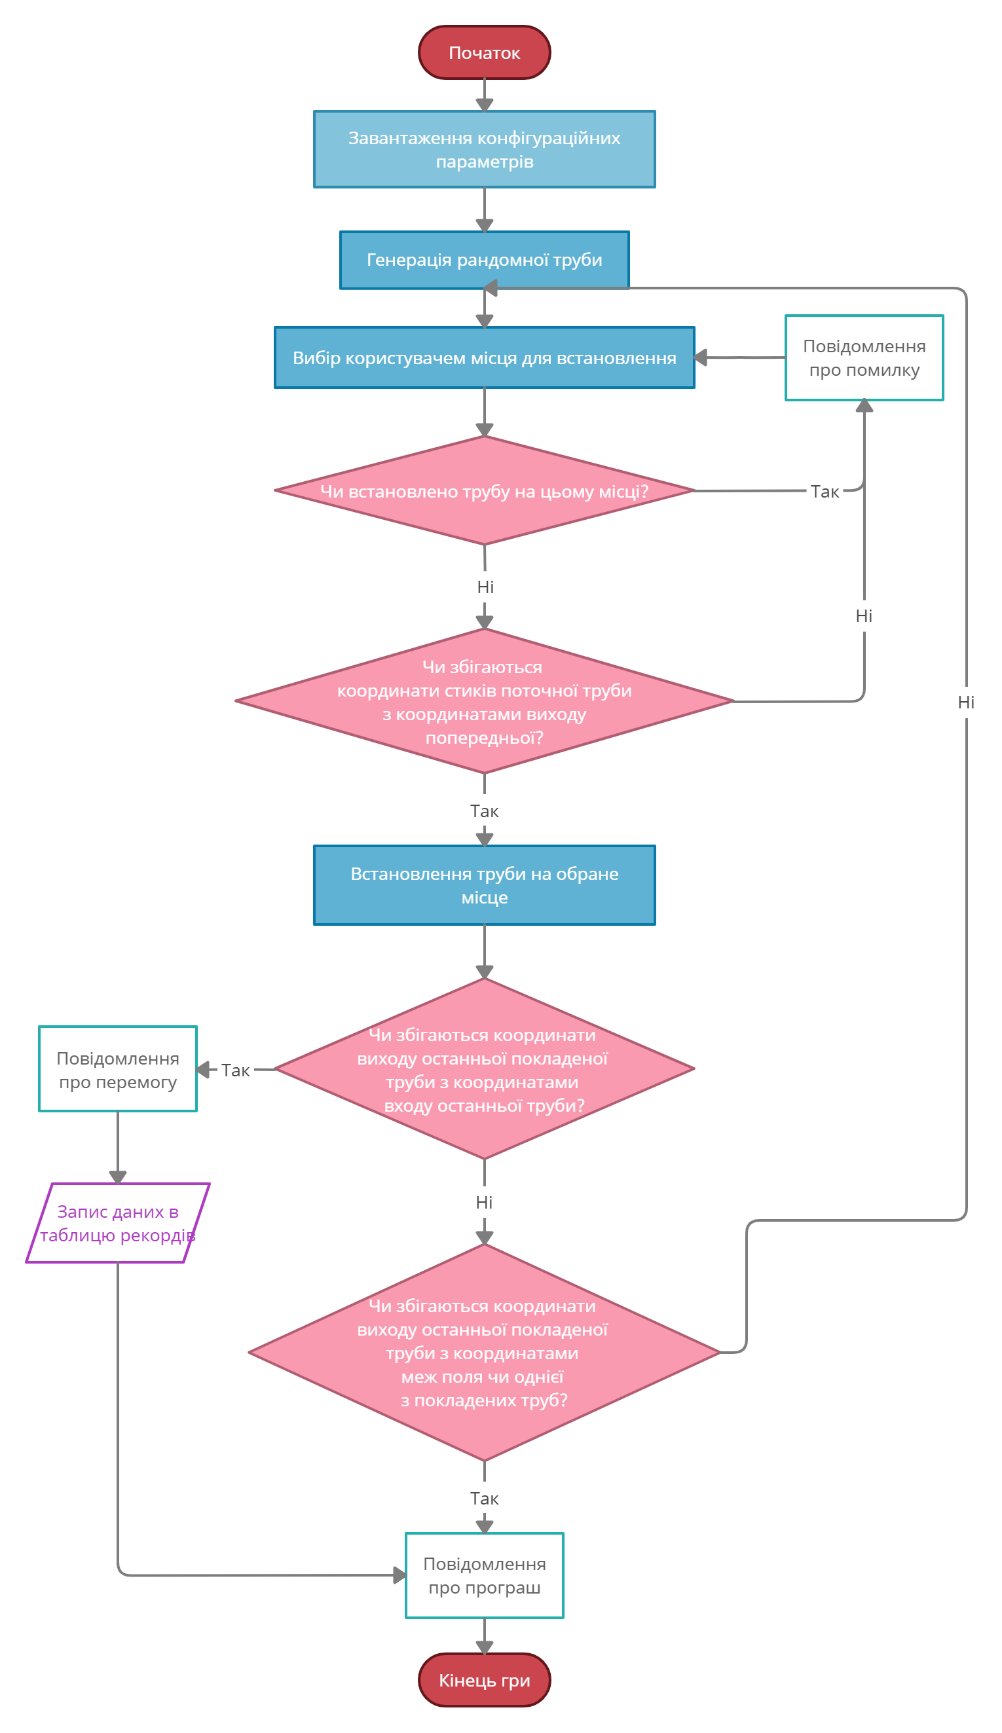 Початок
Завантаження конфігураційних
параметрів
Генерація рандомної труби
Вибір користувачем місця для встановлення
Повідомлення
про помилку
Чи встановлено трубу на цьому місці?
Так
Ні
Ні
Чи збігаються
координати стиків поточної труби
з координатами виходу
попередньої?
Ні
Так
Встановлення труби на обране
місце
Чи збігаються координати
виходу останньої покладеної
труби з координатами
входу останньої труби?
Так
Повідомлення
про перемогу
Ні
Запис даних в
таблицю рекордів
Чи збігаються координати
виходу останньої покладеної
труби з координатами
меж поля чи однієї
з покладених труб?
Так
Повідомлення
про програш
Кінець гри